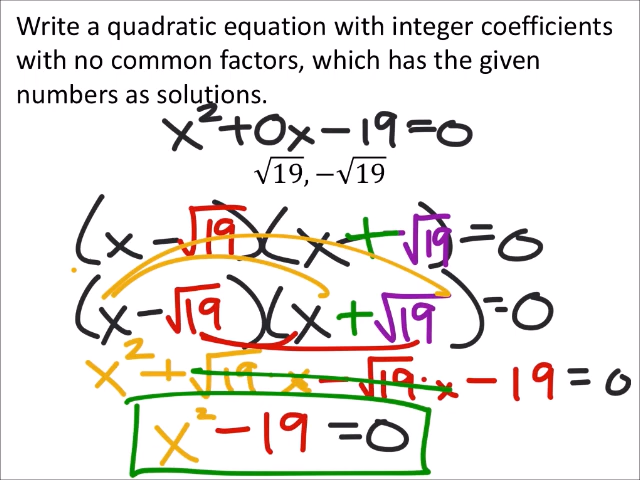 Write a quadratic equation with integer coefficients
with no common factors, which has the given
numbers as solutions.
x² + 0x − 19 = 0
√19, −√19
(x − √19)(x + √19) = 0
(x − √19)(x + √19) = 0
x² + √19 · x − √19 · x − 19 = 0
x² − 19 = 0